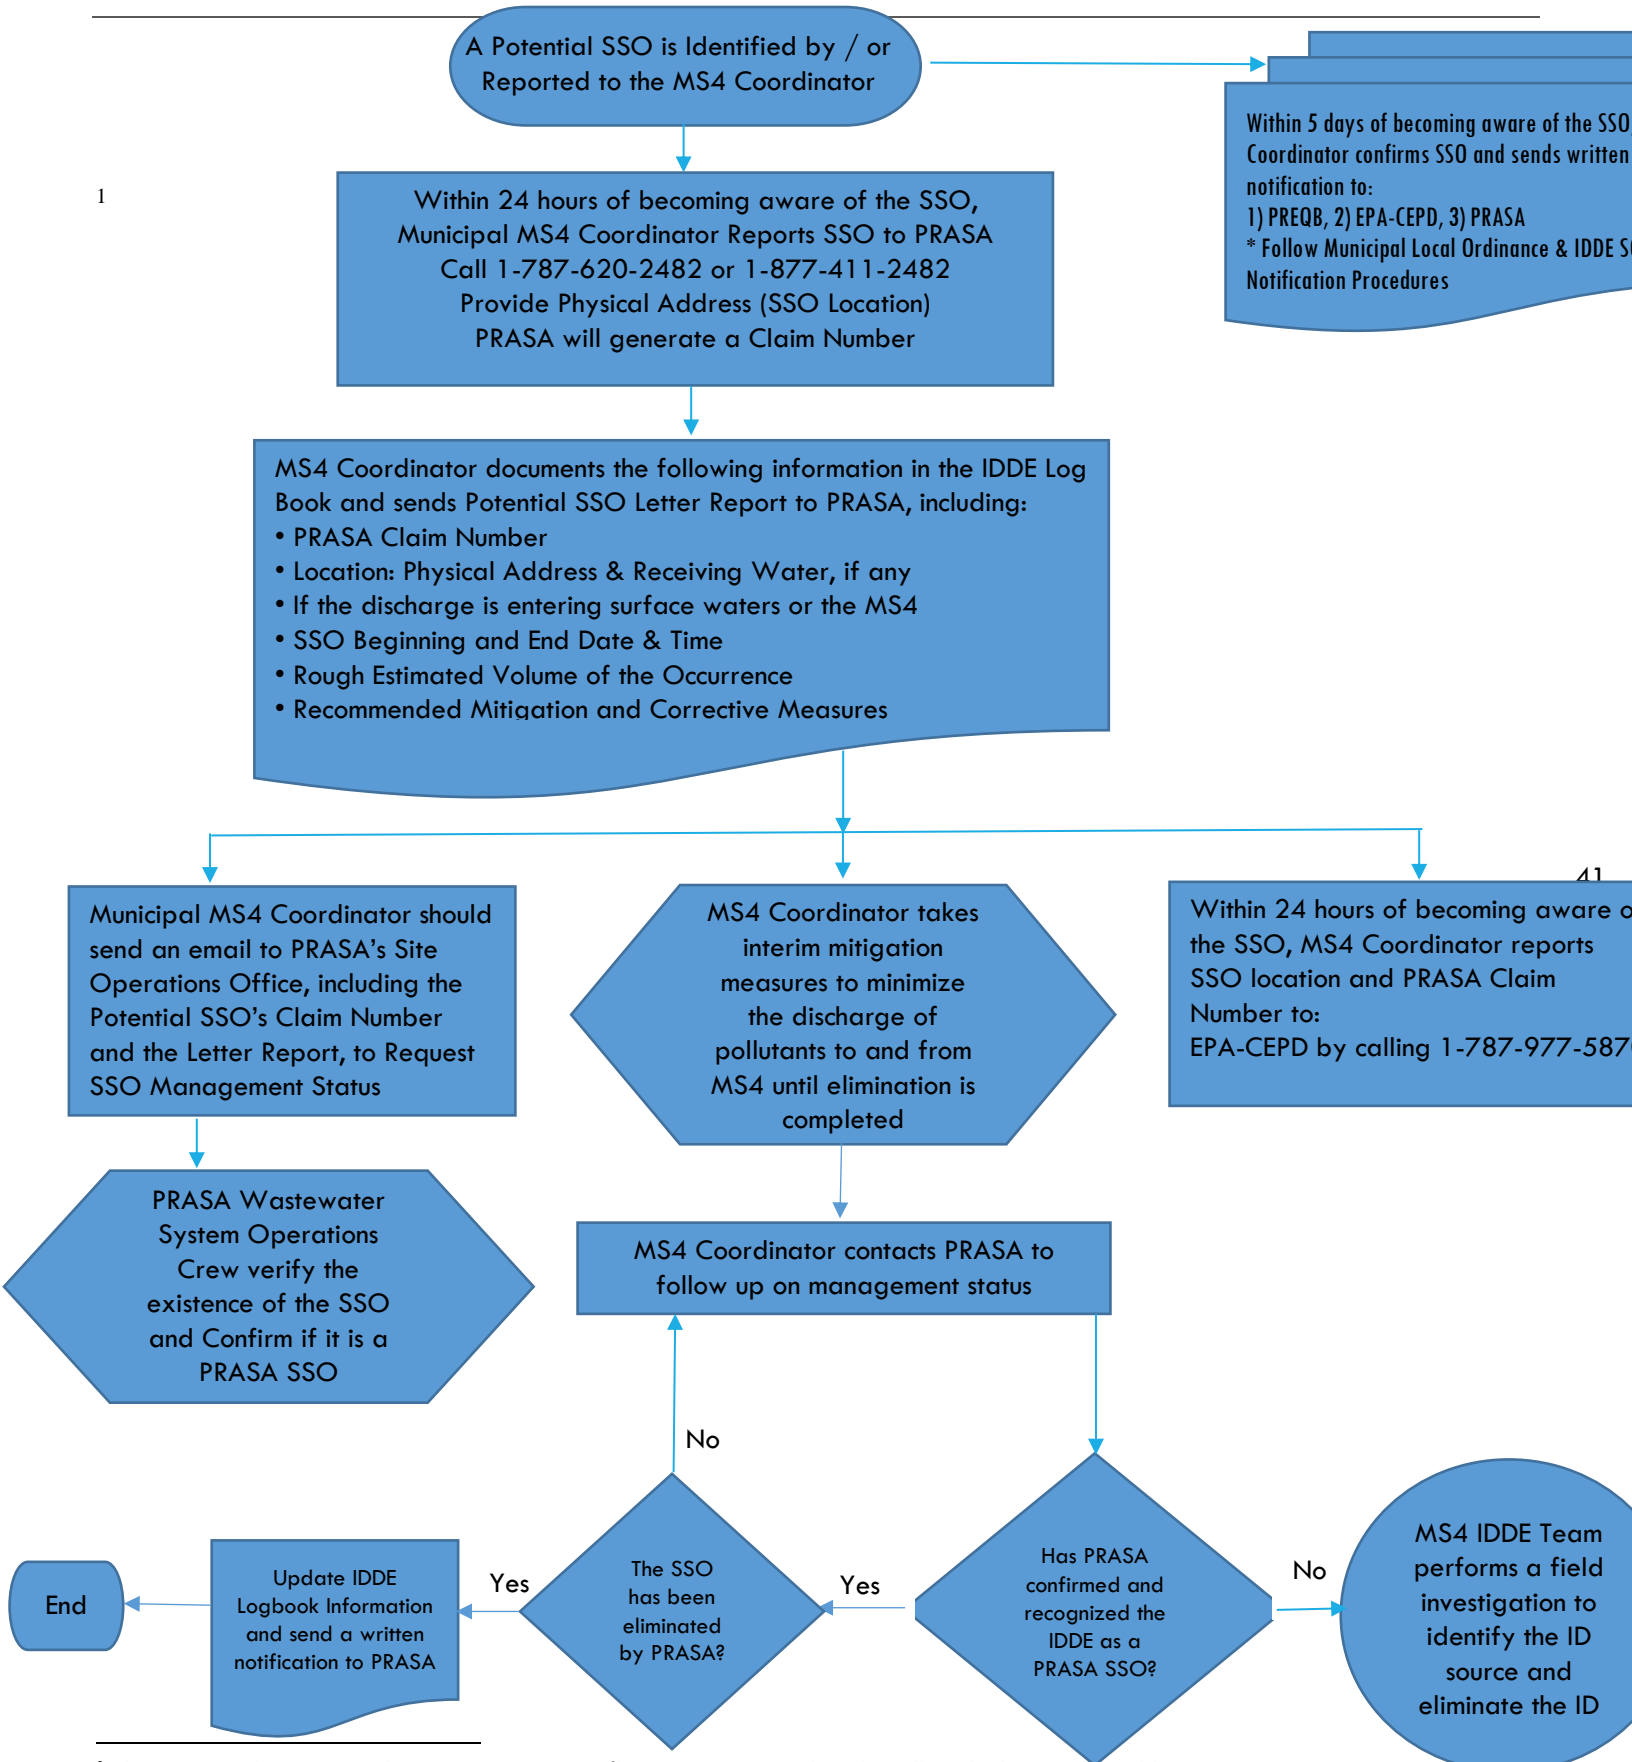 A Potential SSO is Identified by / or
Reported to the MS4 Coordinator
Within 5 days of becoming aware of the SSO,
Coordinator confirms SSO and sends written
notification to:
1) PREQB, 2) EPA-CEPD, 3) PRASA
* Follow Municipal Local Ordinance & IDDE
Notification Procedures
1
Within 24 hours of becoming aware of the SSO,
Municipal MS4 Coordinator Reports SSO to PRASA
Call 1-787-620-2482 or 1-877-411-2482
Provide Physical Address (SSO Location)
PRASA will generate a Claim Number
MS4 Coordinator documents the following information in the IDDE Log
Book and sends Potential SSO Letter Report to PRASA, including:
• PRASA Claim Number
• Location: Physical Address & Receiving Water, if any
• If the discharge is entering surface waters or the MS4
• SSO Beginning and End Date & Time
• Rough Estimated Volume of the Occurrence
• Recommended Mitigation and Corrective Measures
41
Municipal MS4 Coordinator should
send an email to PRASA's Site
Operations Office, including the
Potential SSO's Claim Number
and the Letter Report, to Request
SSO Management Status
MS4 Coordinator takes
interim mitigation
measures to minimize
the discharge of
pollutants to and from
MS4 until elimination is
completed
Within 24 hours of becoming aware
the SSO, MS4 Coordinator reports
SSO location and PRASA Claim
Number to:
EPA-CEPD by calling 1-787-977-587
PRASA Wastewater
System Operations
Crew verify the
existence of the SSO
and Confirm if it is a
PRASA SSO
MS4 Coordinator contacts PRASA to
follow up on management status
No
End
Update IDDE
Logbook Information
and send a written
notification to PRASA
Yes
The SSO
has been
eliminated
by PRASA?
Yes
Has PRASA
confirmed and
recognized the
IDDE as a
PRASA SSO?
No
MS4 IDDE Team
performs a field
investigation to
identify the ID
source and
eliminate the ID